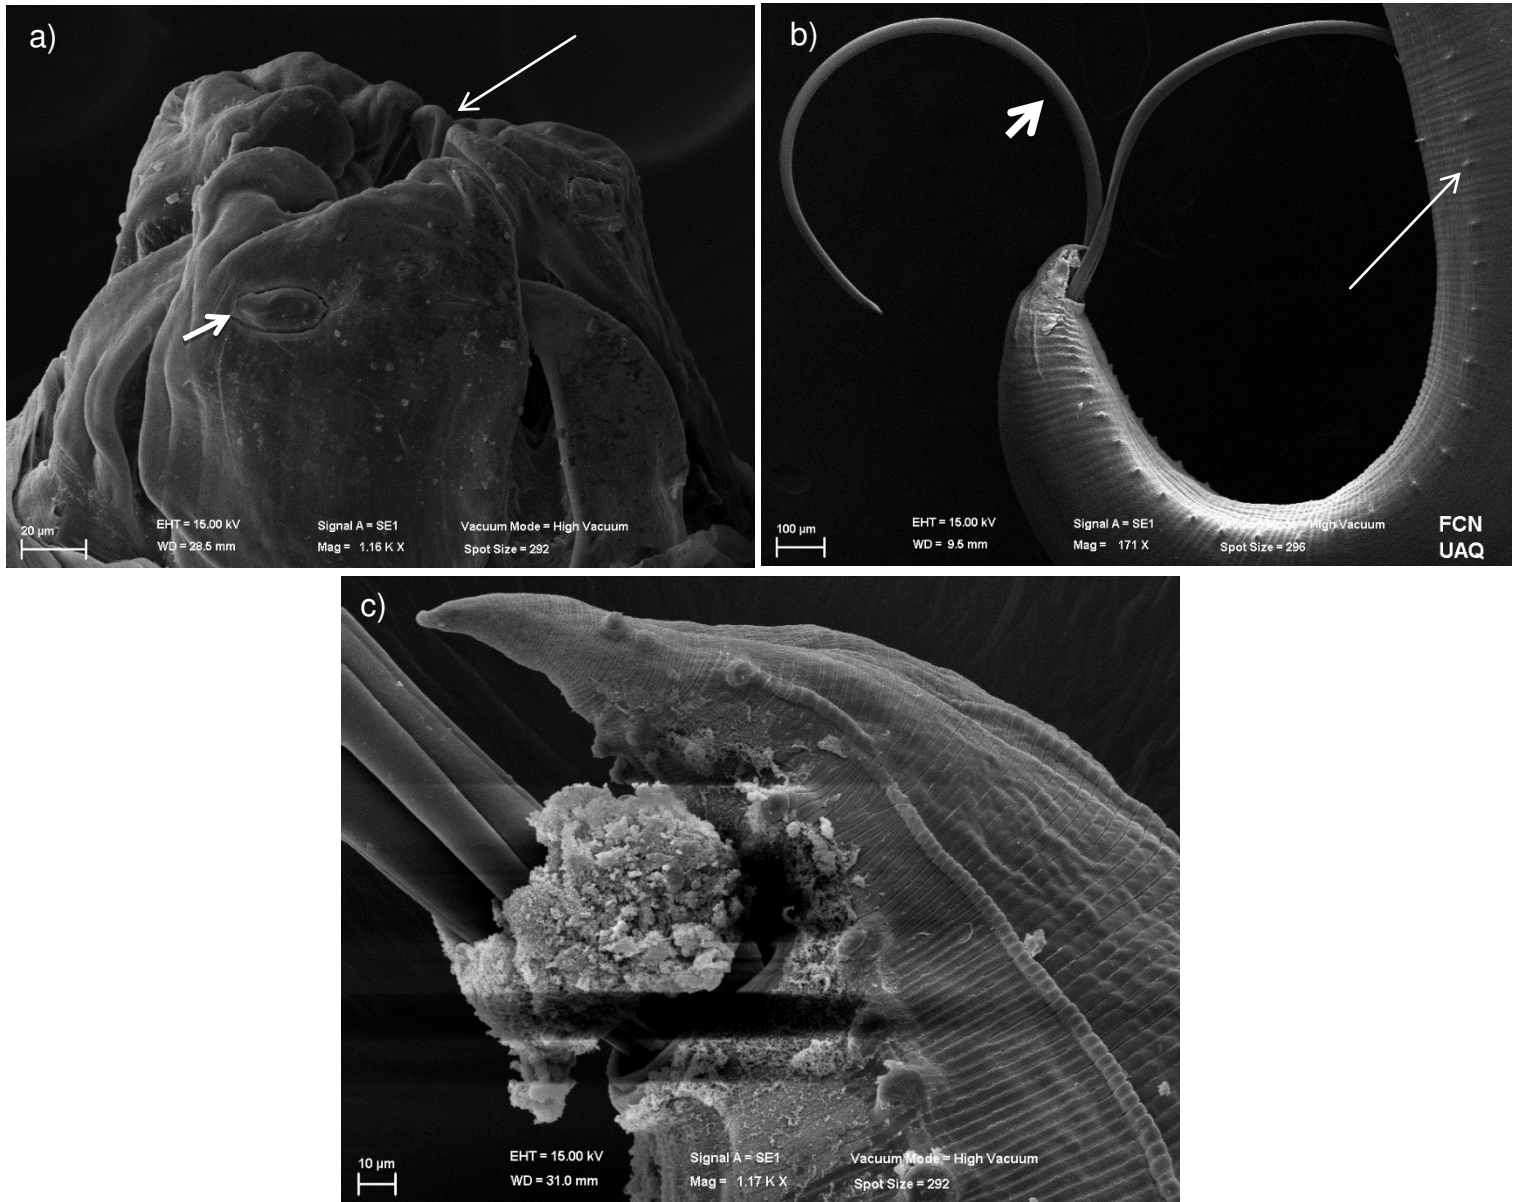 a)
20 µm
EHT = 15.00 kV
WD = 28.5 mm
Signal A = SE1
Mag = 1.16 K X
Vacuum Mode = High Vacuum
Spot Size = 292
b)
100 µm
EHT = 15.00 kV
WD = 9.5 mm
Signal A = SE1
Mag = 171 X
Vacuum Mode = High Vacuum
Spot Size = 296
FCN
UAQ
c)
10 µm
EHT = 15.00 kV
WD = 31.0 mm
Signal A = SE1
Mag = 1.17 K X
Vacuum Mode = High Vacuum
Spot Size = 292